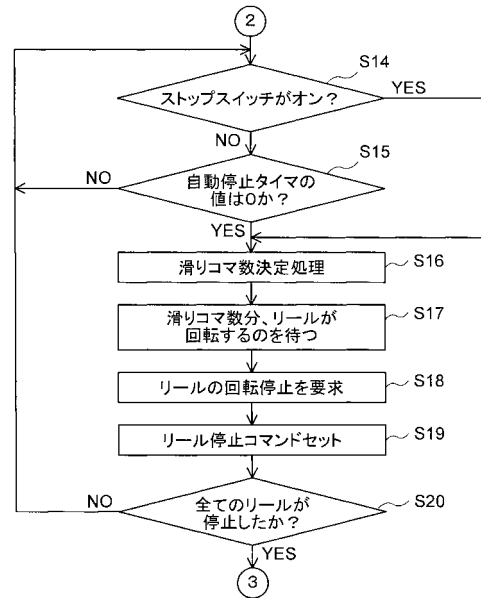 2
S14
ストップスイッチがオン？
YES
NO
S15
NO
自動停止タイマの
値は0か？
YES
滑りコマ数決定処理
S16
滑りコマ数分、リールが
回転するのを待つ
S17
リールの回転停止を要求
S18
リール停止コマンドセット
S19
NO
全てのリールが
停止したか？
S20
YES
3